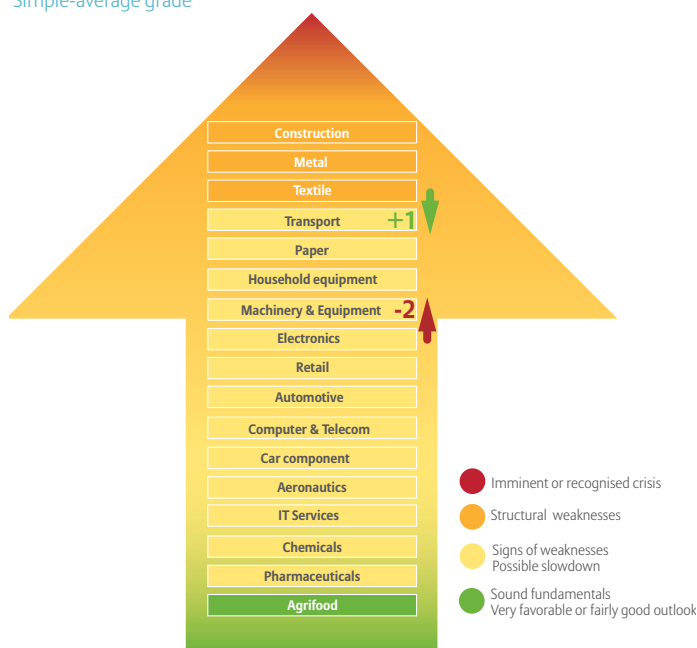 Simple-average grade
Construction
Metal
Textile
Transport +1
Paper
Household equipment
Machinery & Equipment -2
Electronics
Retail
Automotive
Computer & Telecom
Car component
Aeronautics
IT Services
Chemicals
Pharmaceuticals
Agrifood
Imminent or recognised crisis
Structural weaknesses
Signs of weaknesses
Possible slowdown
Sound fundamentals
Very favorable or fairly good outlook